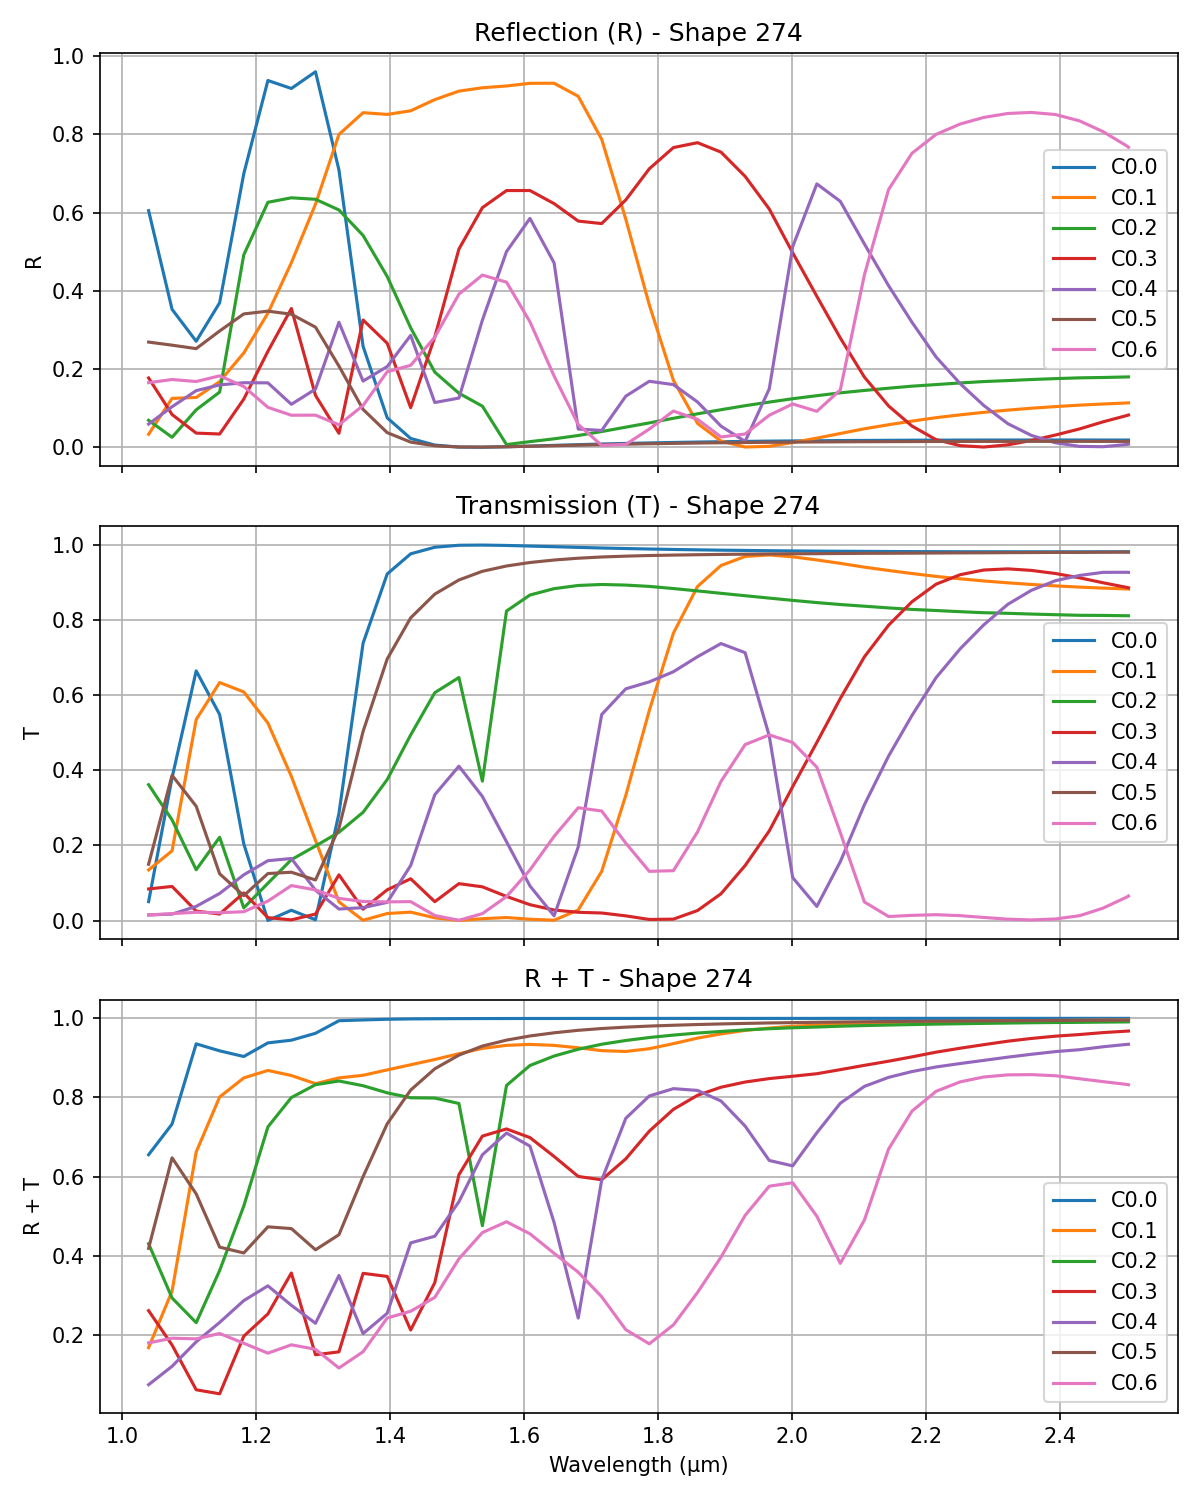 Reflection (R) - Shape 274
1.0
0.8
0.6
0.4
0.2
0.0
R
C0.0
C0.1
C0.2
C0.3
C0.4
C0.5
C0.6
Transmission (T) - Shape 274
1.0
0.8
0.6
0.4
0.2
0.0
T
C0.0
C0.1
C0.2
C0.3
C0.4
C0.5
C0.6
R + T - Shape 274
1.0
0.8
0.6
0.4
0.2
R + T
C0.0
C0.1
C0.2
C0.3
C0.4
C0.5
C0.6
1.0 1.2 1.4 1.6 1.8 2.0 2.2 2.4
Wavelength (μm)